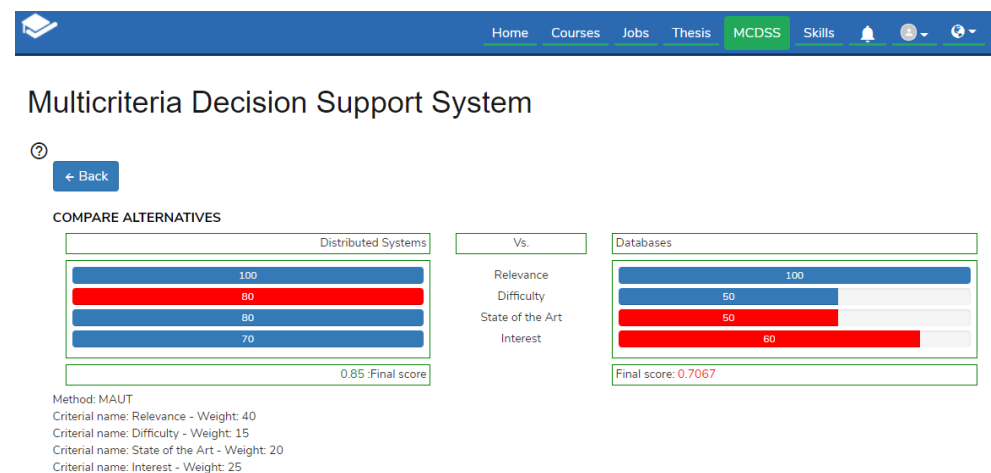 Home Courses Jobs Thesis MCDSS Skills
Multicriteria Decision Support System
← Back
COMPARE ALTERNATIVES
Distributed Systems Vs. Databases
100 Relevance 100
80 Difficulty 50
80 State of the Art 50
70 Interest 60
0.85 :Final score Final score: 0.7067
Method: MAUT
Criterial name: Relevance - Weight: 40
Criterial name: Difficulty - Weight: 15
Criterial name: State of the Art - Weight: 20
Criterial name: Interest - Weight: 25